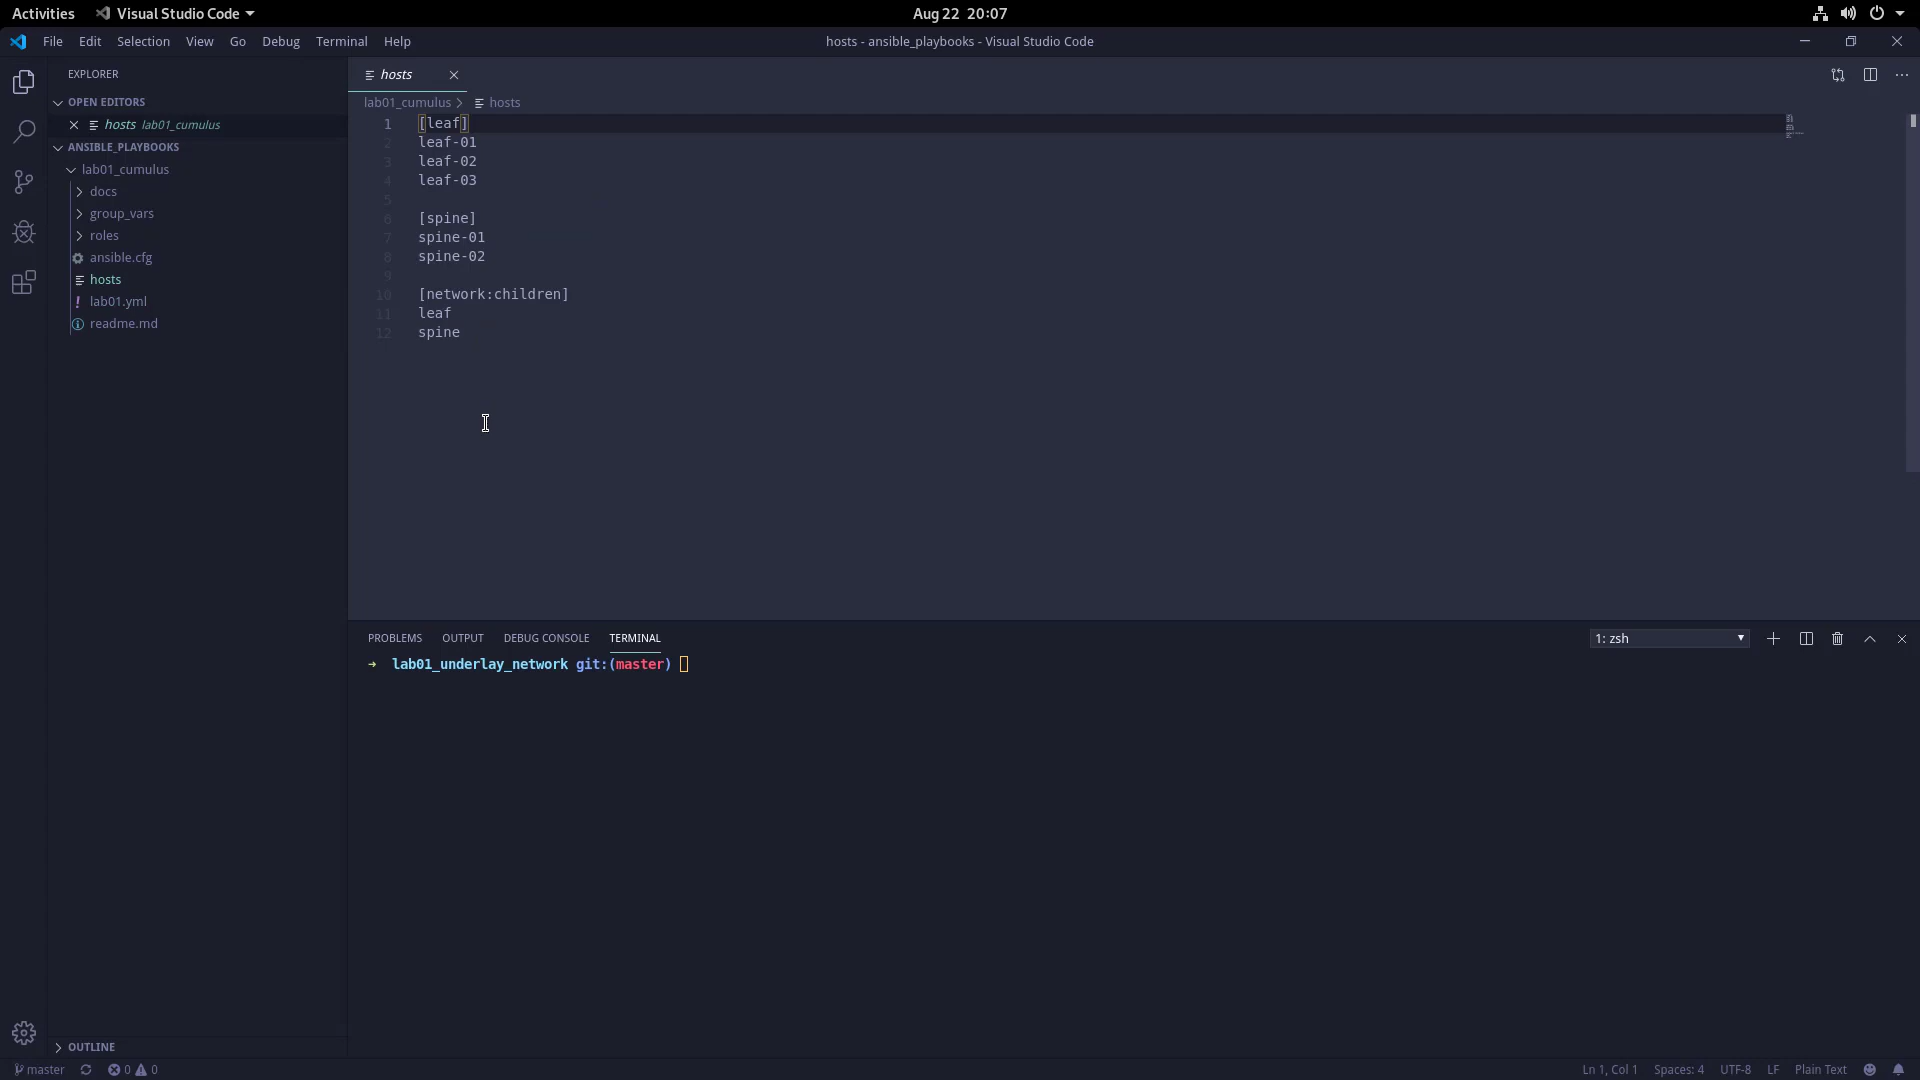 Activities Visual Studio Code Aug 22 20:07
File Edit Selection View Go Debug Terminal Help hosts - ansible_playbooks - Visual Studio Code
EXPLORER
OPEN EDITORS
hosts lab01_cumulus
ANSIBLE_PLAYBOOKS
lab01_cumulus
docs
group_vars
roles
ansible.cfg
hosts
lab01.yml
readme.md
OUTLINE
hosts
lab01_cumulus hosts
1 [leaf]
2 leaf-01
3 leaf-02
4 leaf-03
5
6 [spine]
7 spine-01
8 spine-02
9
10 [network:children]
11 leaf
12 spine
PROBLEMS OUTPUT DEBUG CONSOLE TERMINAL 1: zsh
→ lab01_underlay_network git:(master)
master 0 0 Ln 1, Col 1 Spaces: 4 UTF-8 LF Plain Text